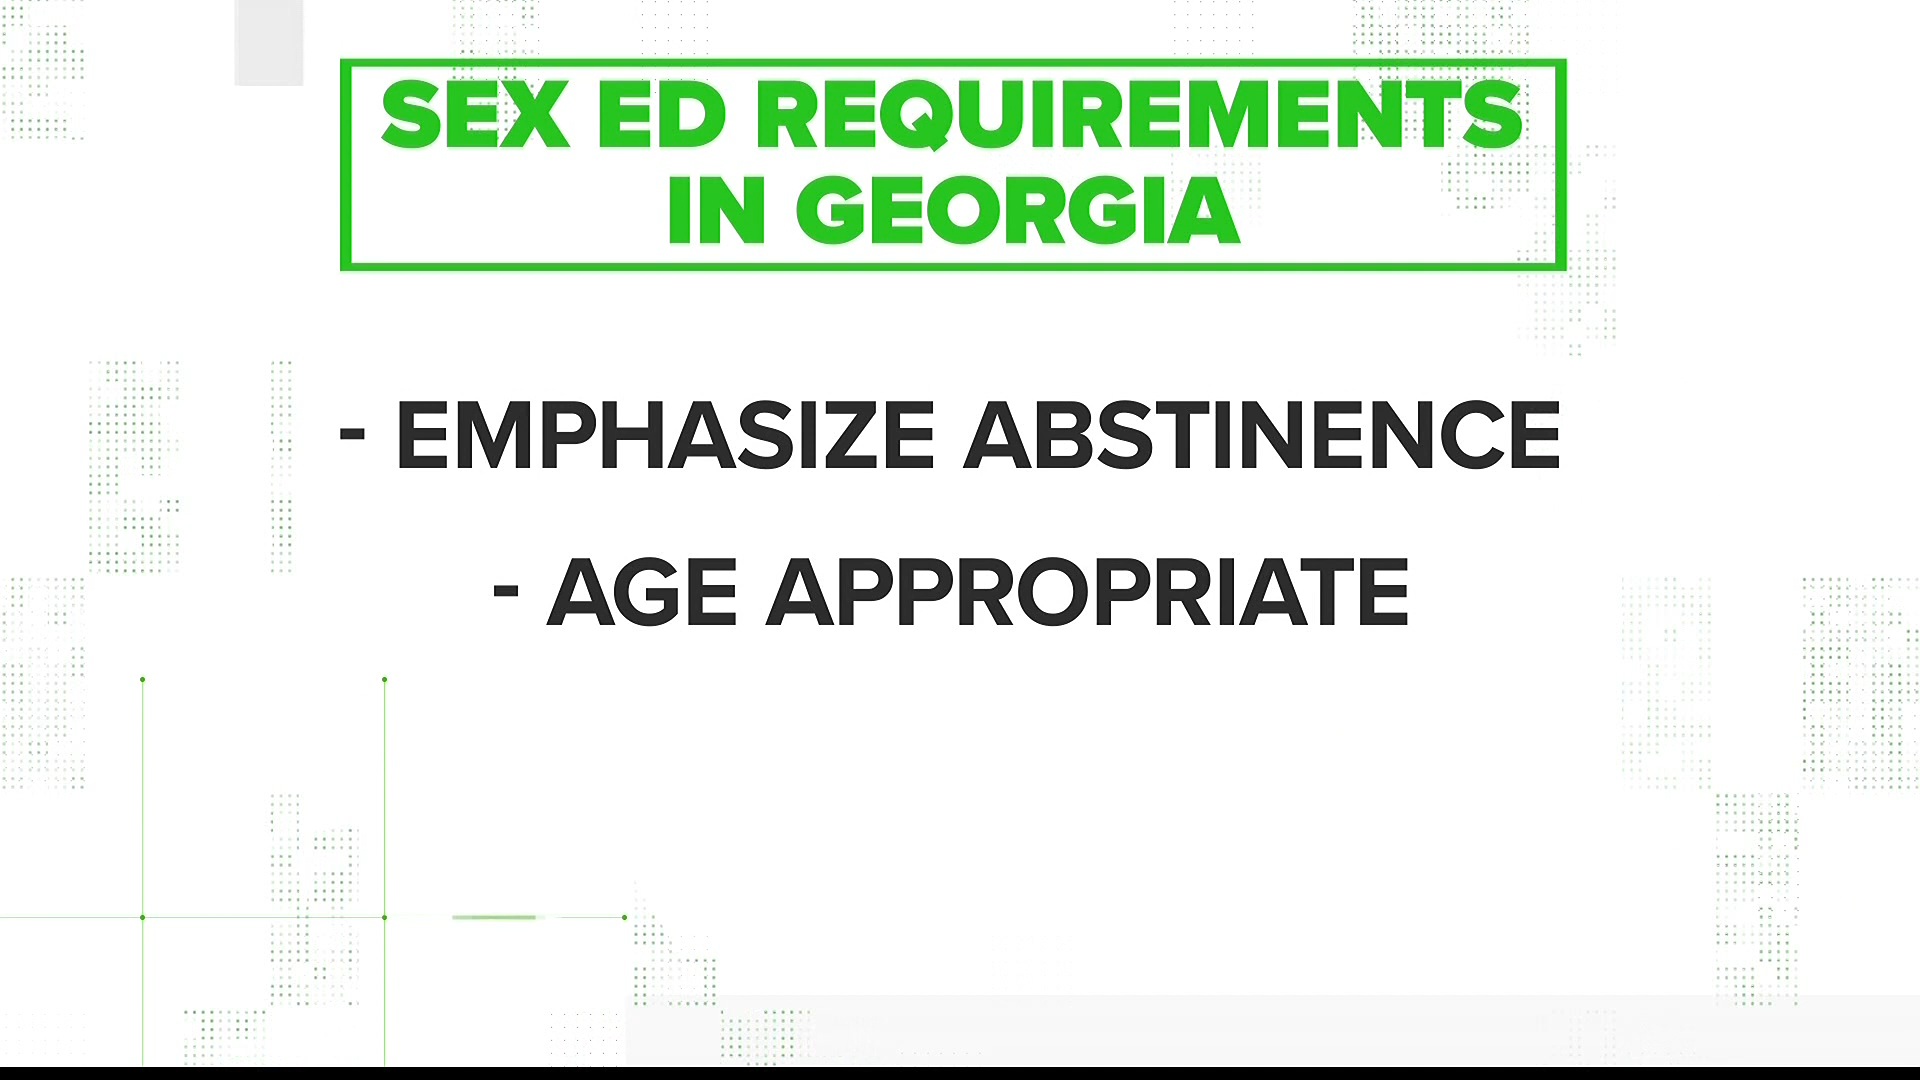 SEX ED REQUIREMENTS
IN GEORGIA
- EMPHASIZE ABSTINENCE
- AGE APPROPRIATE